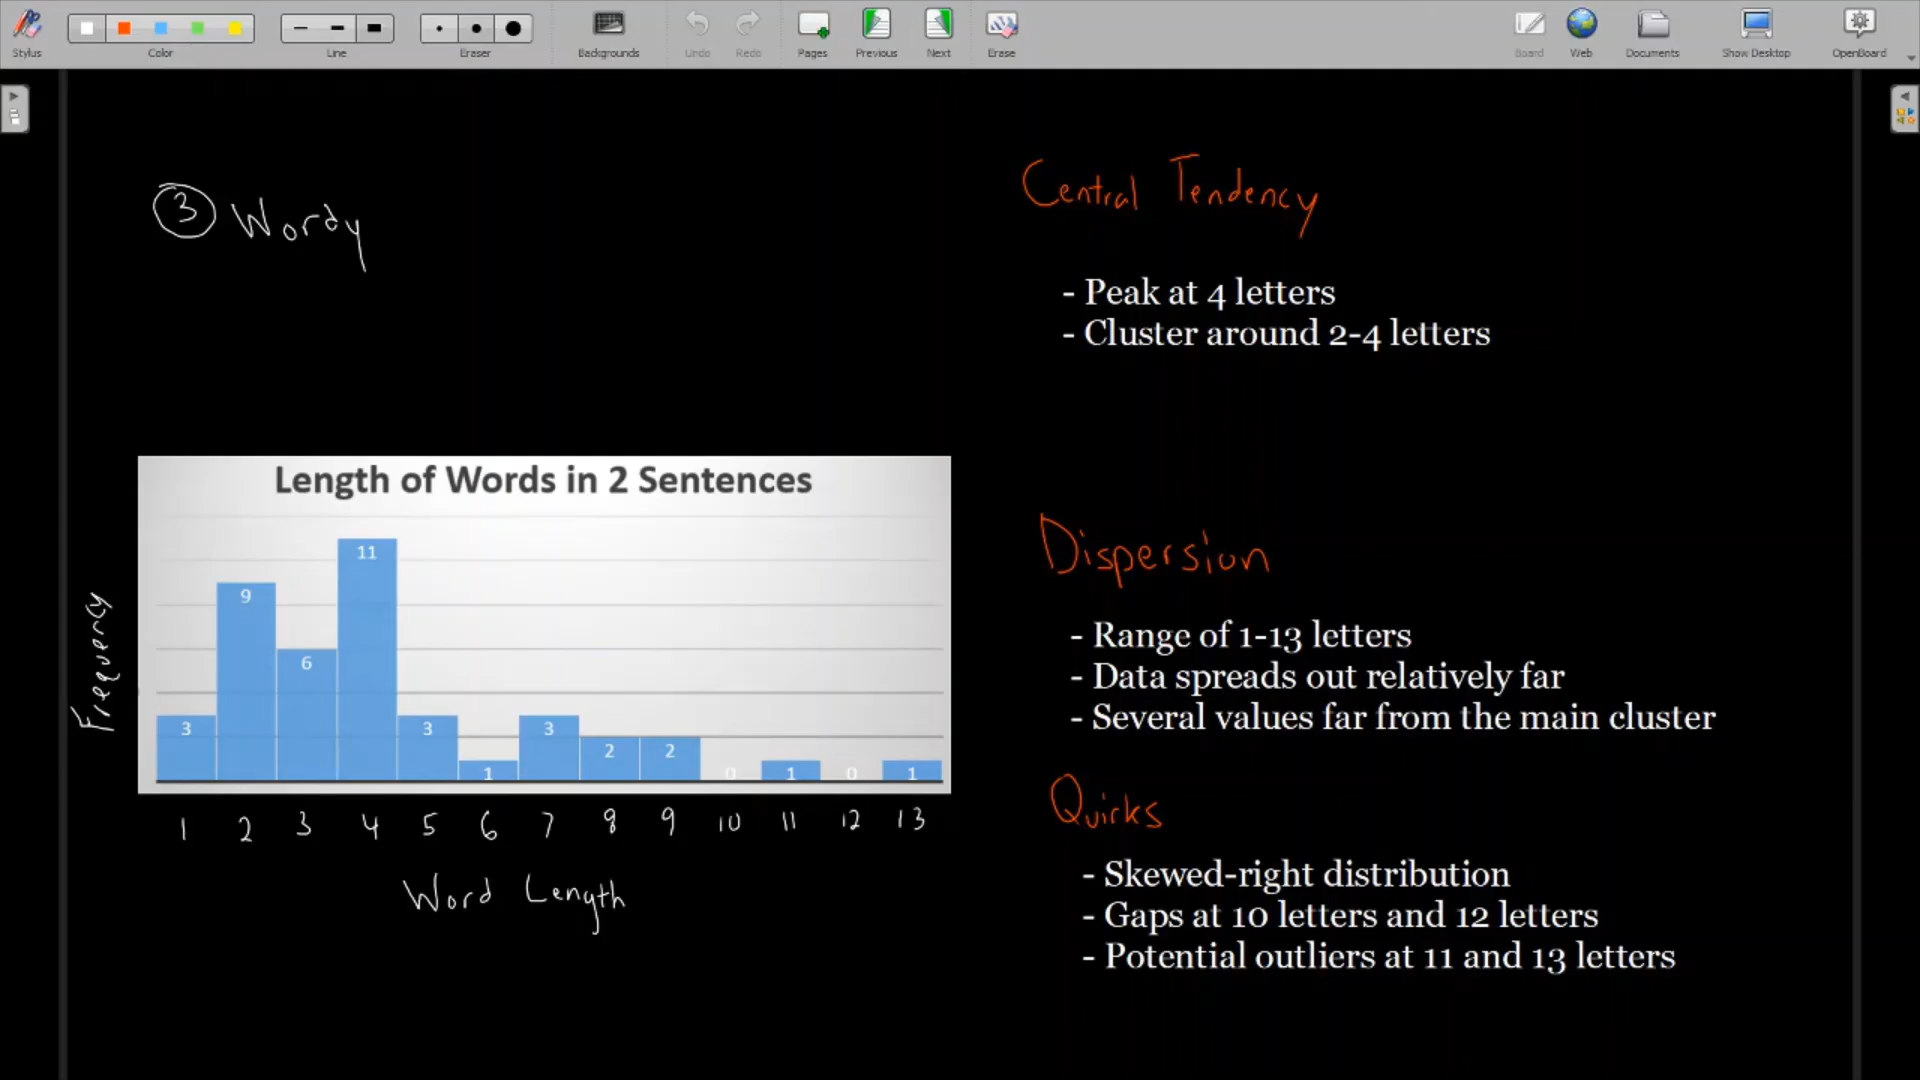 Stylus
Color
Line
Eraser
Backgrounds
Undo
Redo
Pages
Previous
Next
Erase
Board
Web
Documents
Show Desktop
OpenBoard
3 Wordy
Central Tendency
- Peak at 4 letters
- Cluster around 2-4 letters
Length of Words in 2 Sentences
Frequency
3 9 6 11 3 1 3 2 2 0 1 0 1
1 2 3 4 5 6 7 8 9 10 11 12 13
Word Length
Dispersion
- Range of 1-13 letters
- Data spreads out relatively far
- Several values far from the main cluster
Quirks
- Skewed-right distribution
- Gaps at 10 letters and 12 letters
- Potential outliers at 11 and 13 letters